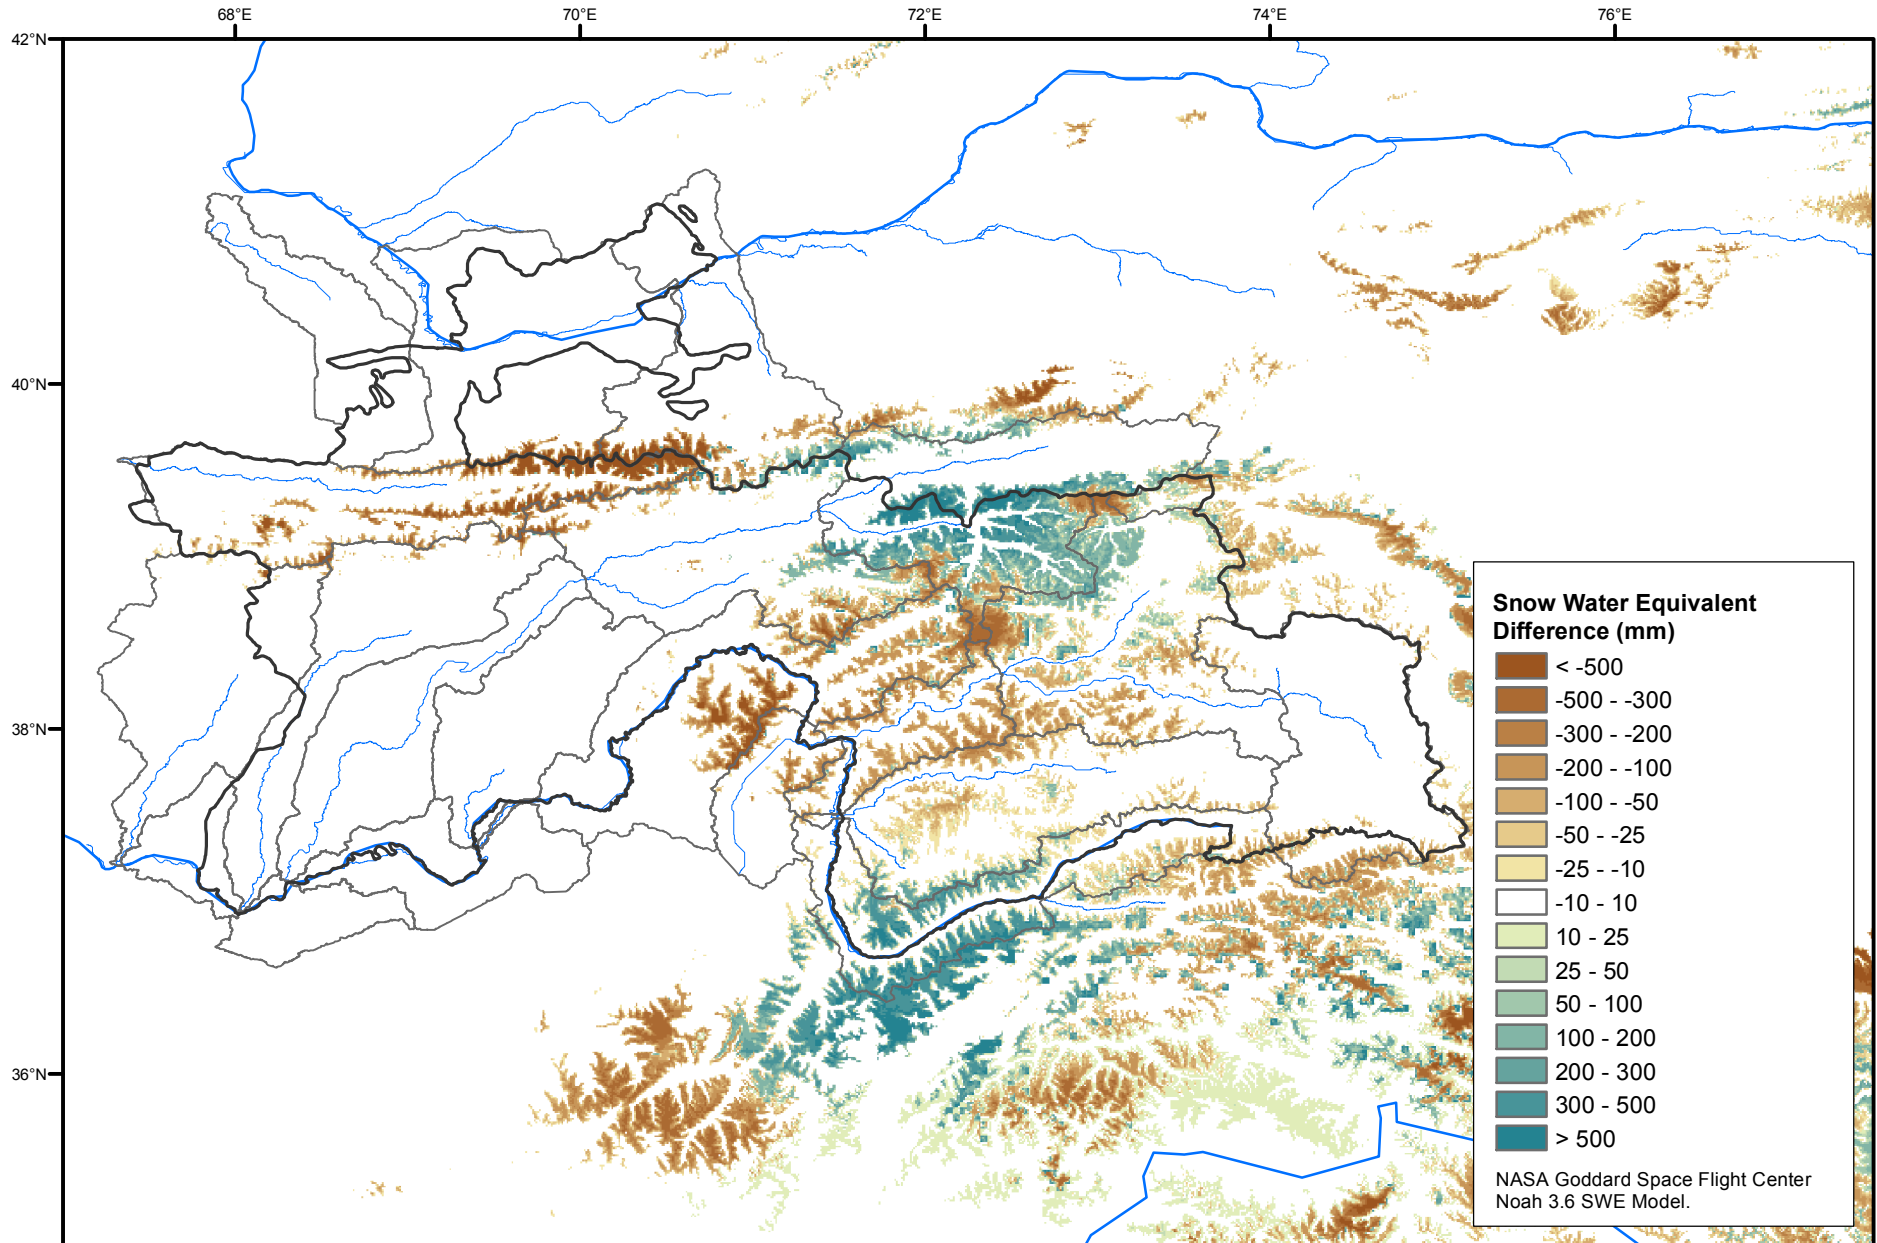 68°E 70°E 72°E 74°E 76°E
42°N
40°N
38°N
36°N
Snow Water Equivalent
Difference (mm)
< -500
-500 - -300
-300 - -200
-200 - -100
-100 - -50
-50 - -25
-25 - -10
-10 - 10
10 - 25
25 - 50
50 - 100
100 - 200
200 - 300
300 - 500
> 500
NASA Goddard Space Flight Center
Noah 3.6 SWE Model.